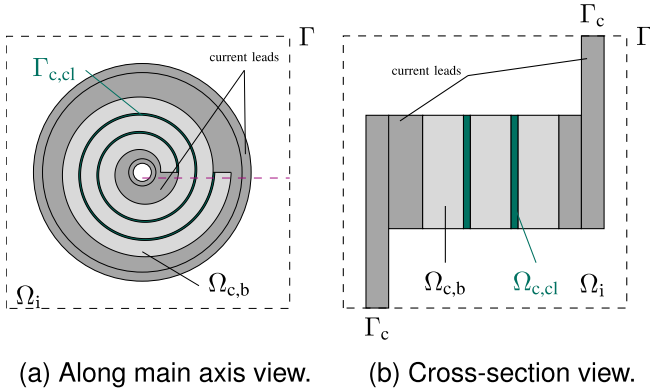 Γ
current leads
Γc,cl
Ωc,b
Ωi
(a) Along main axis view.
Γc
Γ
current leads
Ωc,b
Ωc,cl
Ωi
Γc
(b) Cross-section view.